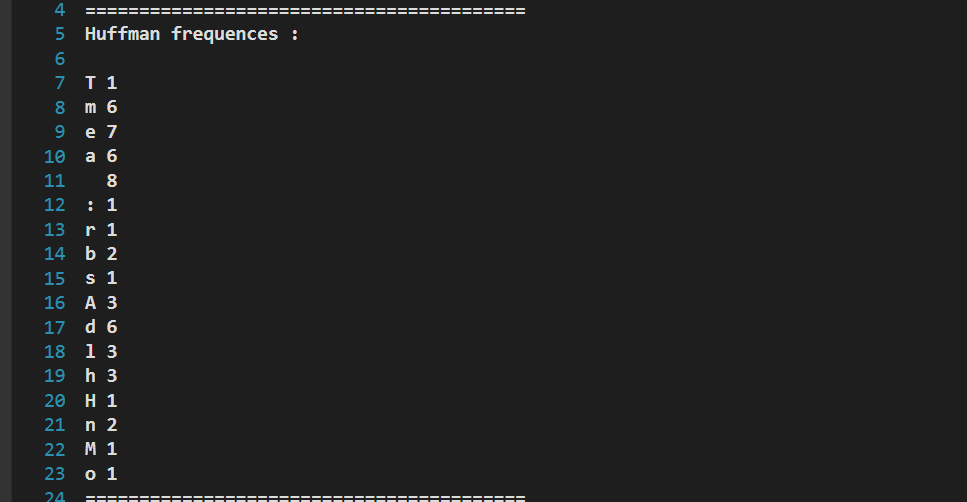 4 =========================================
5 Huffman frequences :
6
7 T 1
8 m 6
9 e 7
10 a 6
11   8
12 : 1
13 r 1
14 b 2
15 s 1
16 A 3
17 d 6
18 l 3
19 h 3
20 H 1
21 n 2
22 M 1
23 o 1
24 =========================================